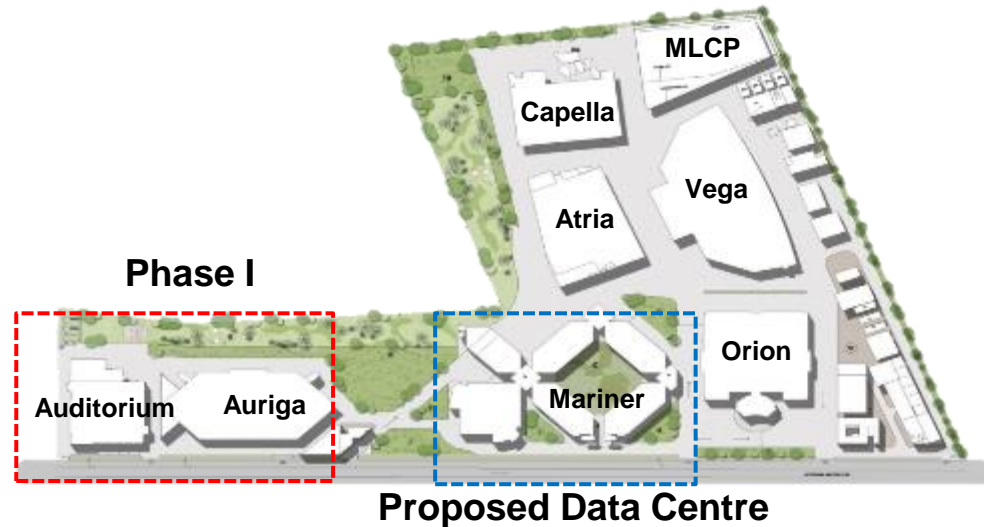 MLCP
Capella
Vega
Atria
Phase I
Orion
Auditorium
Auriga
Mariner
Proposed Data Centre